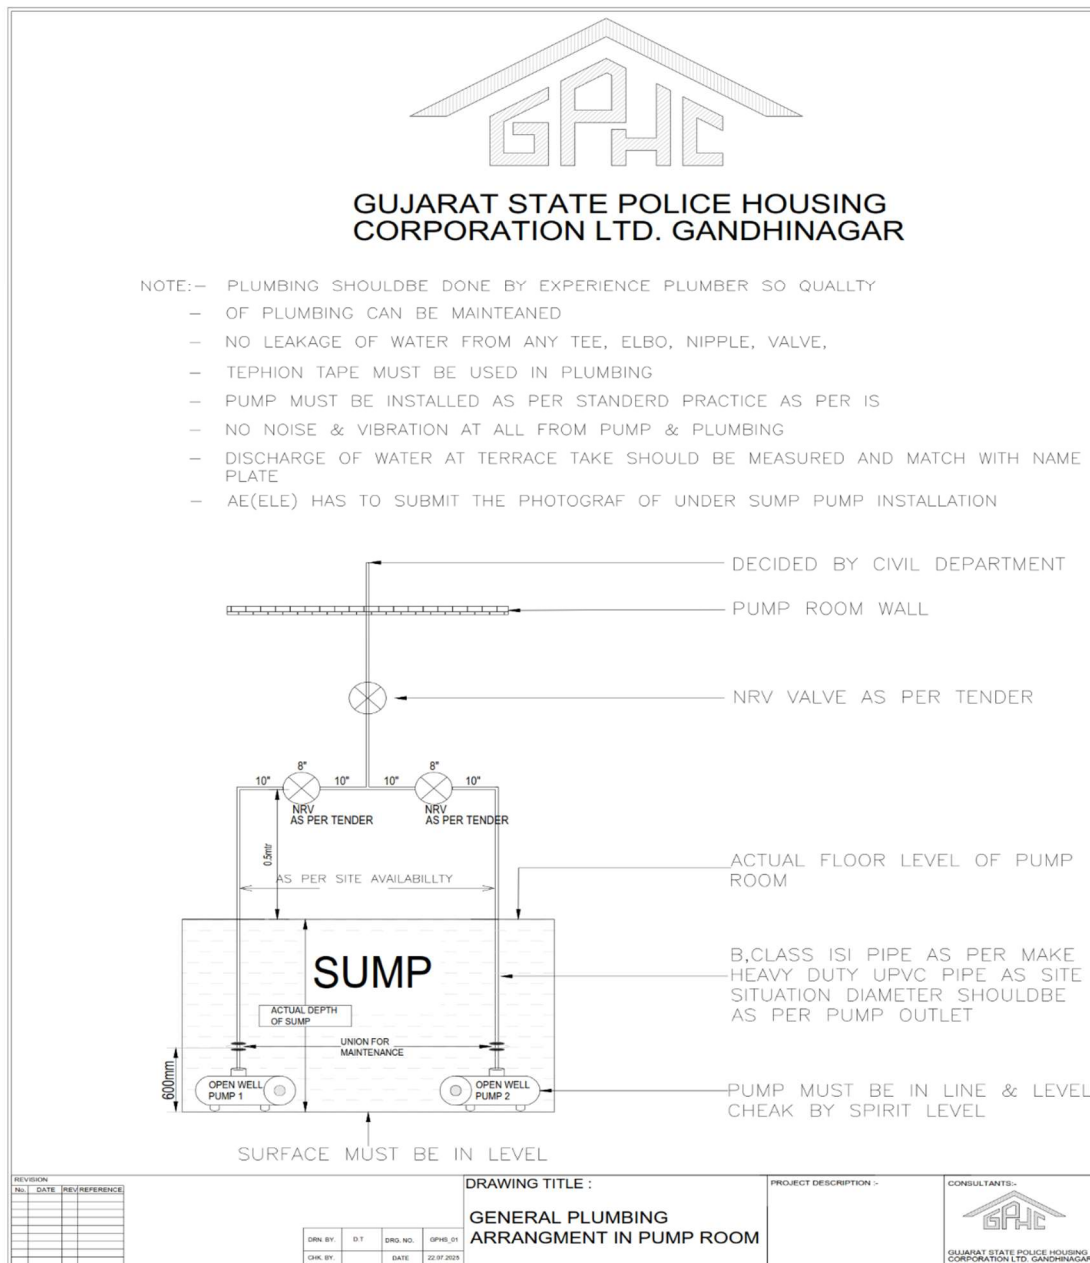 GPHC
GUJARAT STATE POLICE HOUSING
CORPORATION LTD. GANDHINAGAR
NOTE:- PLUMBING SHOULDBE DONE BY EXPERIENCE PLUMBER SO QUALLTY
- OF PLUMBING CAN BE MAINTEANED
- NO LEAKAGE OF WATER FROM ANY TEE, ELBO, NIPPLE, VALVE,
- TEPHION TAPE MUST BE USED IN PLUMBING
- PUMP MUST BE INSTALLED AS PER STANDERD PRACTICE AS PER IS
- NO NOISE & VIBRATION AT ALL FROM PUMP & PLUMBING
- DISCHARGE OF WATER AT TERRACE TAKE SHOULD BE MEASURED AND MATCH WITH NAME
PLATE
- AE(ELE) HAS TO SUBMIT THE PHOTOGRAF OF UNDER SUMP PUMP INSTALLATION
DECIDED BY CIVIL DEPARTMENT
PUMP ROOM WALL
NRV VALVE AS PER TENDER
8" 8"
10" 10" 10" 10"
NRV
AS PER TENDER
NRV
AS PER TENDER
0.5mtr
AS PER SITE AVAILABILLTY
ACTUAL FLOOR LEVEL OF PUMP
ROOM
SUMP
B,CLASS ISI PIPE AS PER MAKE
HEAVY DUTY UPVC PIPE AS SITE
SITUATION DIAMETER SHOULDBE
AS PER PUMP OUTLET
ACTUAL DEPTH
OF SUMP
UNION FOR
MAINTENANCE
600mm
OPEN WELL
PUMP 1
OPEN WELL
PUMP 2
PUMP MUST BE IN LINE & LEVEL
CHEAK BY SPIRIT LEVEL
SURFACE MUST BE IN LEVEL
REVISION
No. DATE REV REFERENCE
DRN. BY. D.T DRG. NO. GPHS_01
CHK. BY. DATE 22.07.2025
DRAWING TITLE :
GENERAL PLUMBING
ARRANGMENT IN PUMP ROOM
PROJECT DESCRIPTION :-
CONSULTANTS:-
GPHC
GUJARAT STATE POLICE HOUSING
CORPORATION LTD. GANDHINAGAR